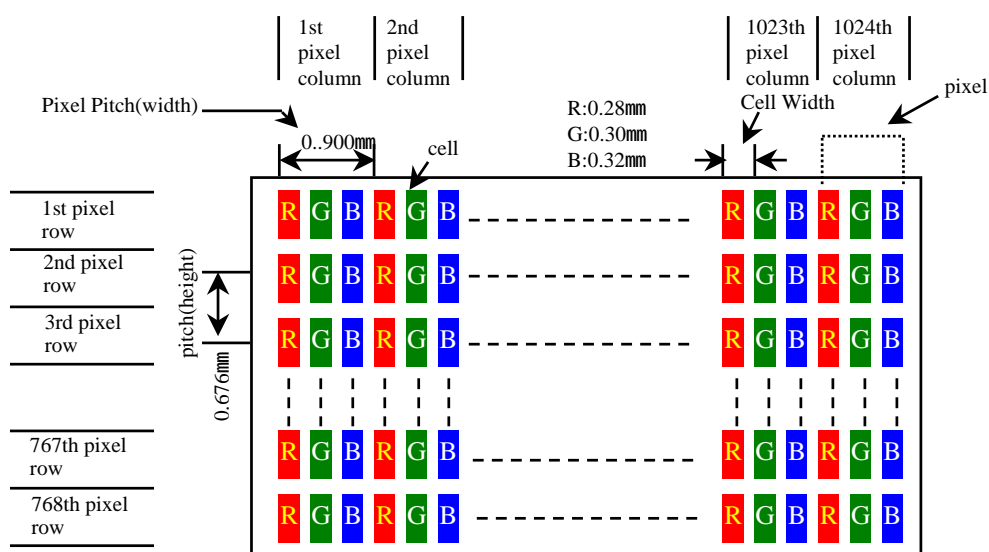 1st
pixel
column
2nd
pixel
column
1023th
pixel
column
1024th
pixel
column
Pixel Pitch(width)
R:0.28㎜
G:0.30㎜
B:0.32㎜
Cell Width
pixel
0..900㎜
cell
1st pixel
row
R G B R G B R G B R G B
2nd pixel
row
R G B R G B R G B R G B
pitch(height)
0.676㎜
3rd pixel
row
R G B R G B R G B R G B
767th pixel
row
R G B R G B R G B R G B
768th pixel
row
R G B R G B R G B R G B